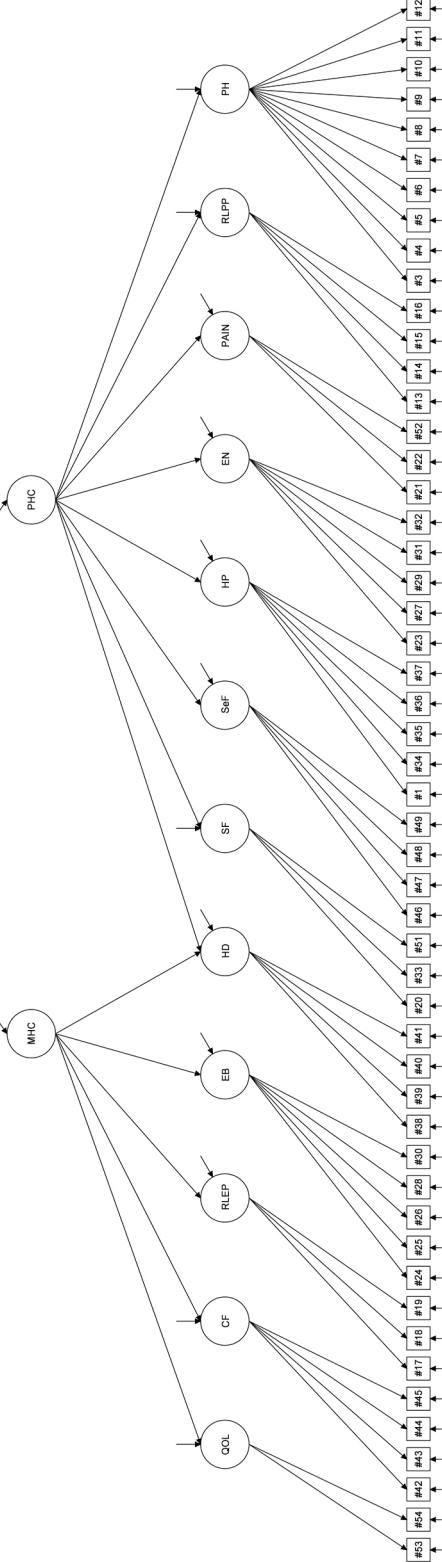 MHC PHC
QOL CF RLEP EB HD SF SeF HP EN PAIN RLPP PH
#53 #54 #42 #43 #44 #45 #17 #18 #19 #24 #25 #26 #28 #30 #38 #39 #40 #41 #20 #33 #51 #46 #47 #48 #49 #1 #34 #35 #36 #37 #23 #27 #29 #31 #32 #21 #22 #52 #13 #14 #15 #16 #3 #4 #5 #6 #7 #8 #9 #10 #11 #12